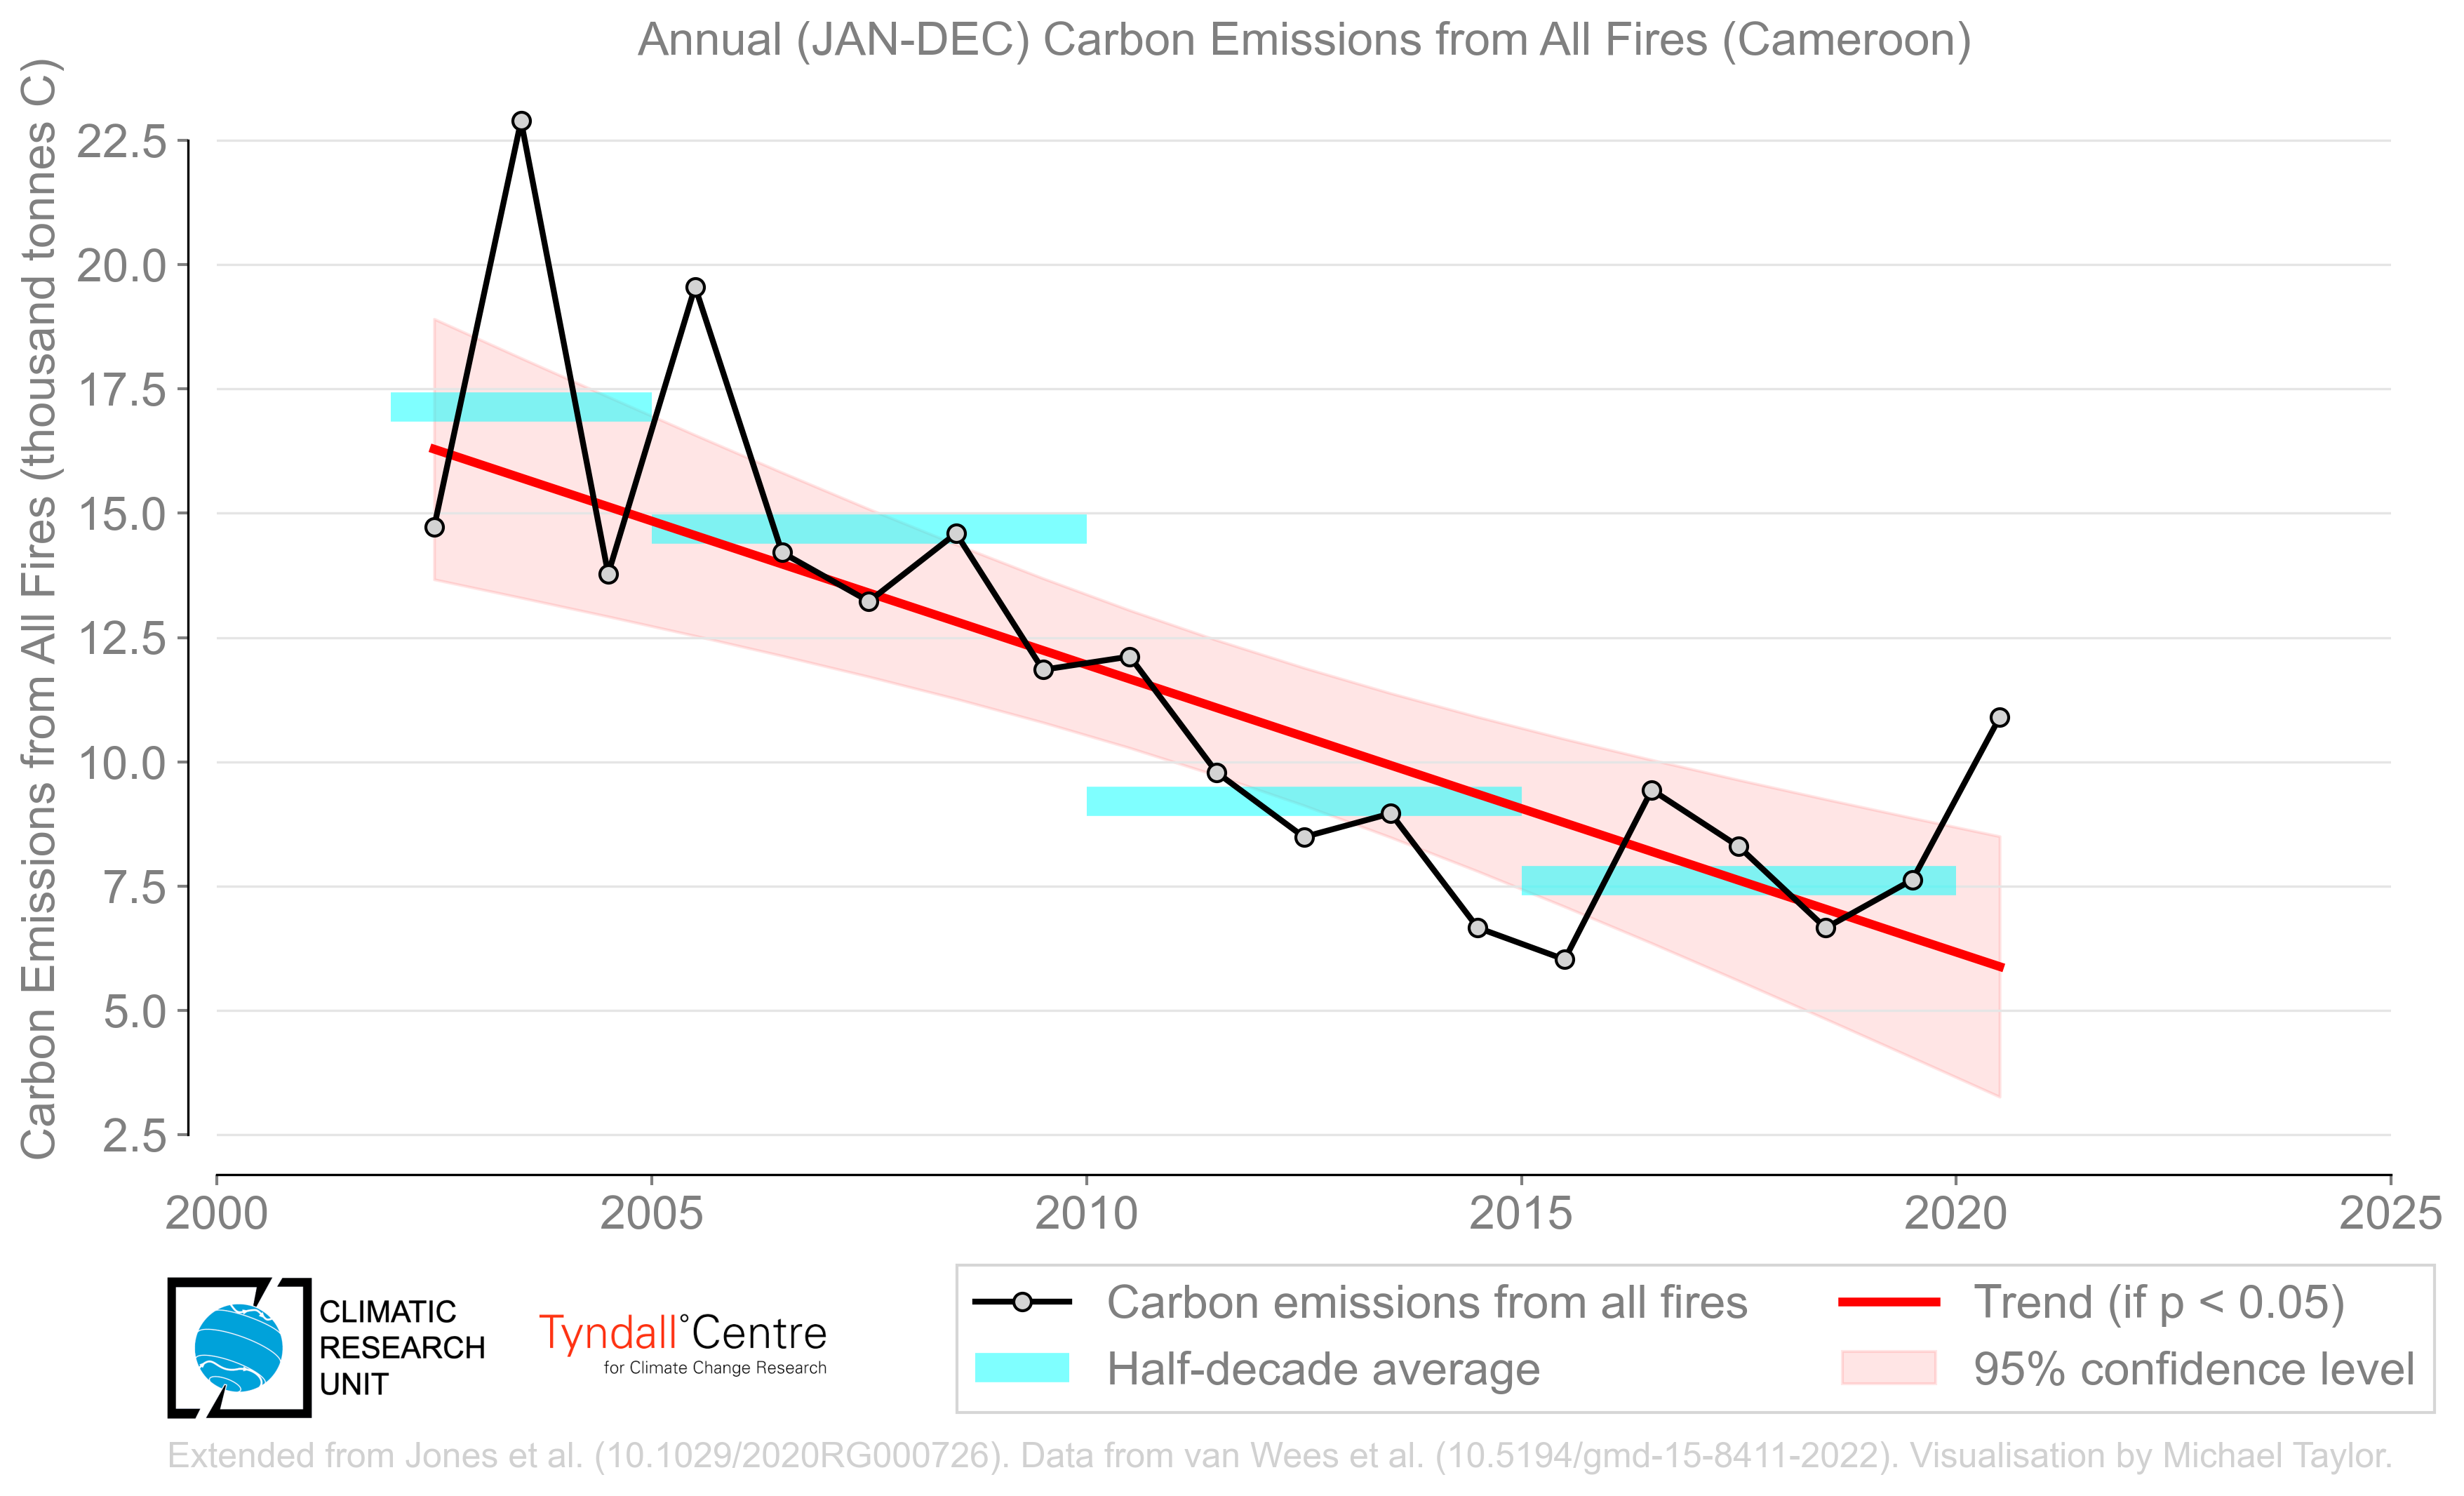 Annual (JAN-DEC) Carbon Emissions from All Fires (Cameroon)
Carbon Emissions from All Fires (thousand tonnes C)
22.5
20.0
17.5
15.0
12.5
10.0
7.5
5.0
2.5
2000 2005 2010 2015 2020 2025
CLIMATIC
RESEARCH
UNIT
Tyndall°Centre
for Climate Change Research
Carbon emissions from all fires
Half-decade average
Trend (if p < 0.05)
95% confidence level
Extended from Jones et al. (10.1029/2020RG000726). Data from van Wees et al. (10.5194/gmd-15-8411-2022). Visualisation by Michael Taylor.